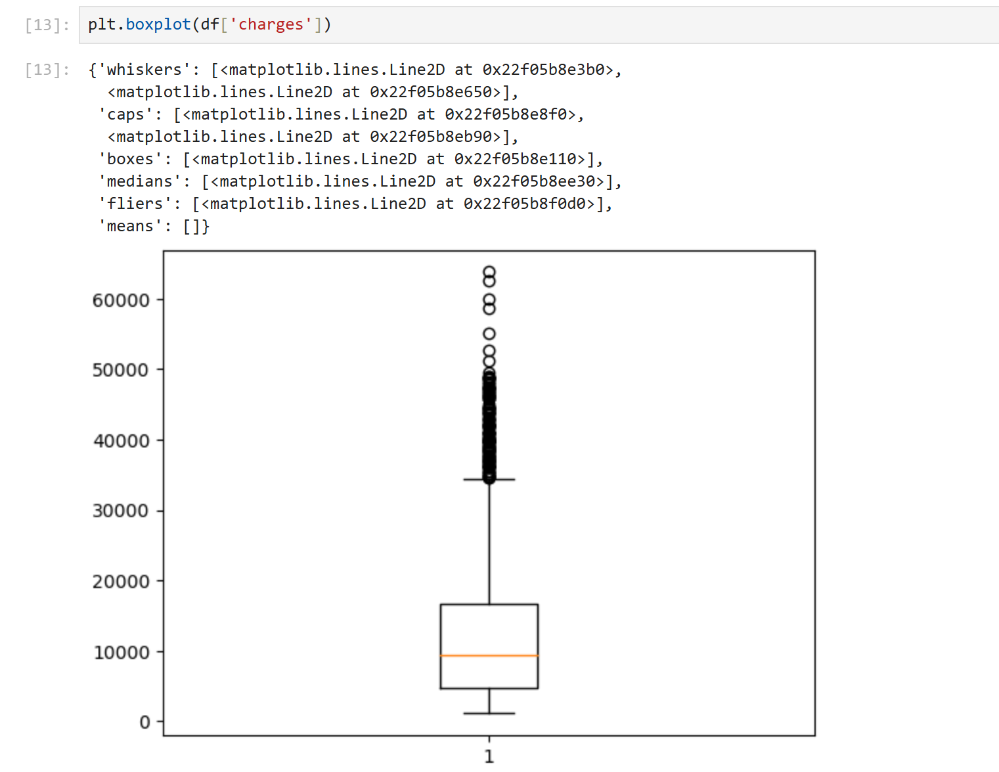 [13]: plt.boxplot(df['charges'])
[13]: {'whiskers': [<matplotlib.lines.Line2D at 0x22f05b8e3b0>,
<matplotlib.lines.Line2D at 0x22f05b8e650>],
'caps': [<matplotlib.lines.Line2D at 0x22f05b8e8f0>,
<matplotlib.lines.Line2D at 0x22f05b8eb90>],
'boxes': [<matplotlib.lines.Line2D at 0x22f05b8e110>],
'medians': [<matplotlib.lines.Line2D at 0x22f05b8ee30>],
'fliers': [<matplotlib.lines.Line2D at 0x22f05b8f0d0>],
'means': []}
60000
50000
40000
30000
20000
10000
0
1